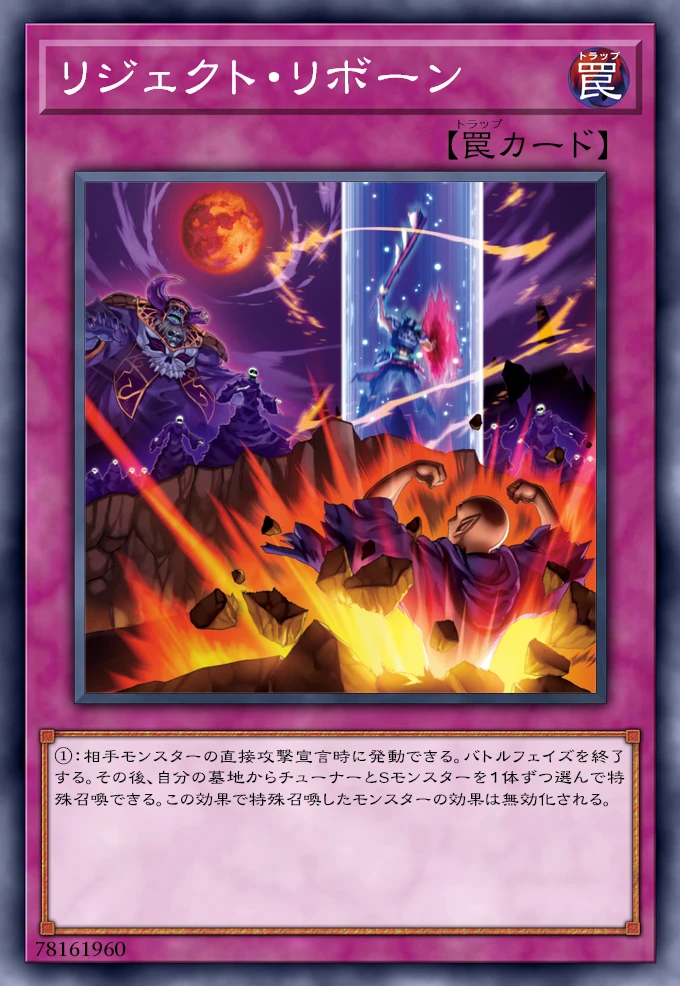 リジェクト・リボーン
トラップ
罠
トラップ
【罠カード】
①：相手モンスターの直接攻撃宣言時に発動できる。バトルフェイズを終了
する。その後、自分の墓地からチューナーとSモンスターを１体ずつ選んで特
殊召喚できる。この効果で特殊召喚したモンスターの効果は無効化される。
78161960